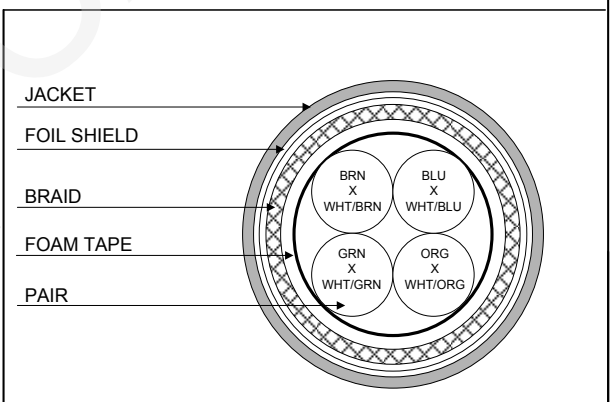 JACKET
FOIL SHIELD
BRAID
FOAM TAPE
PAIR
BRN
X
WHT/BRN
BLU
X
WHT/BLU
GRN
X
WHT/GRN
ORG
X
WHT/ORG